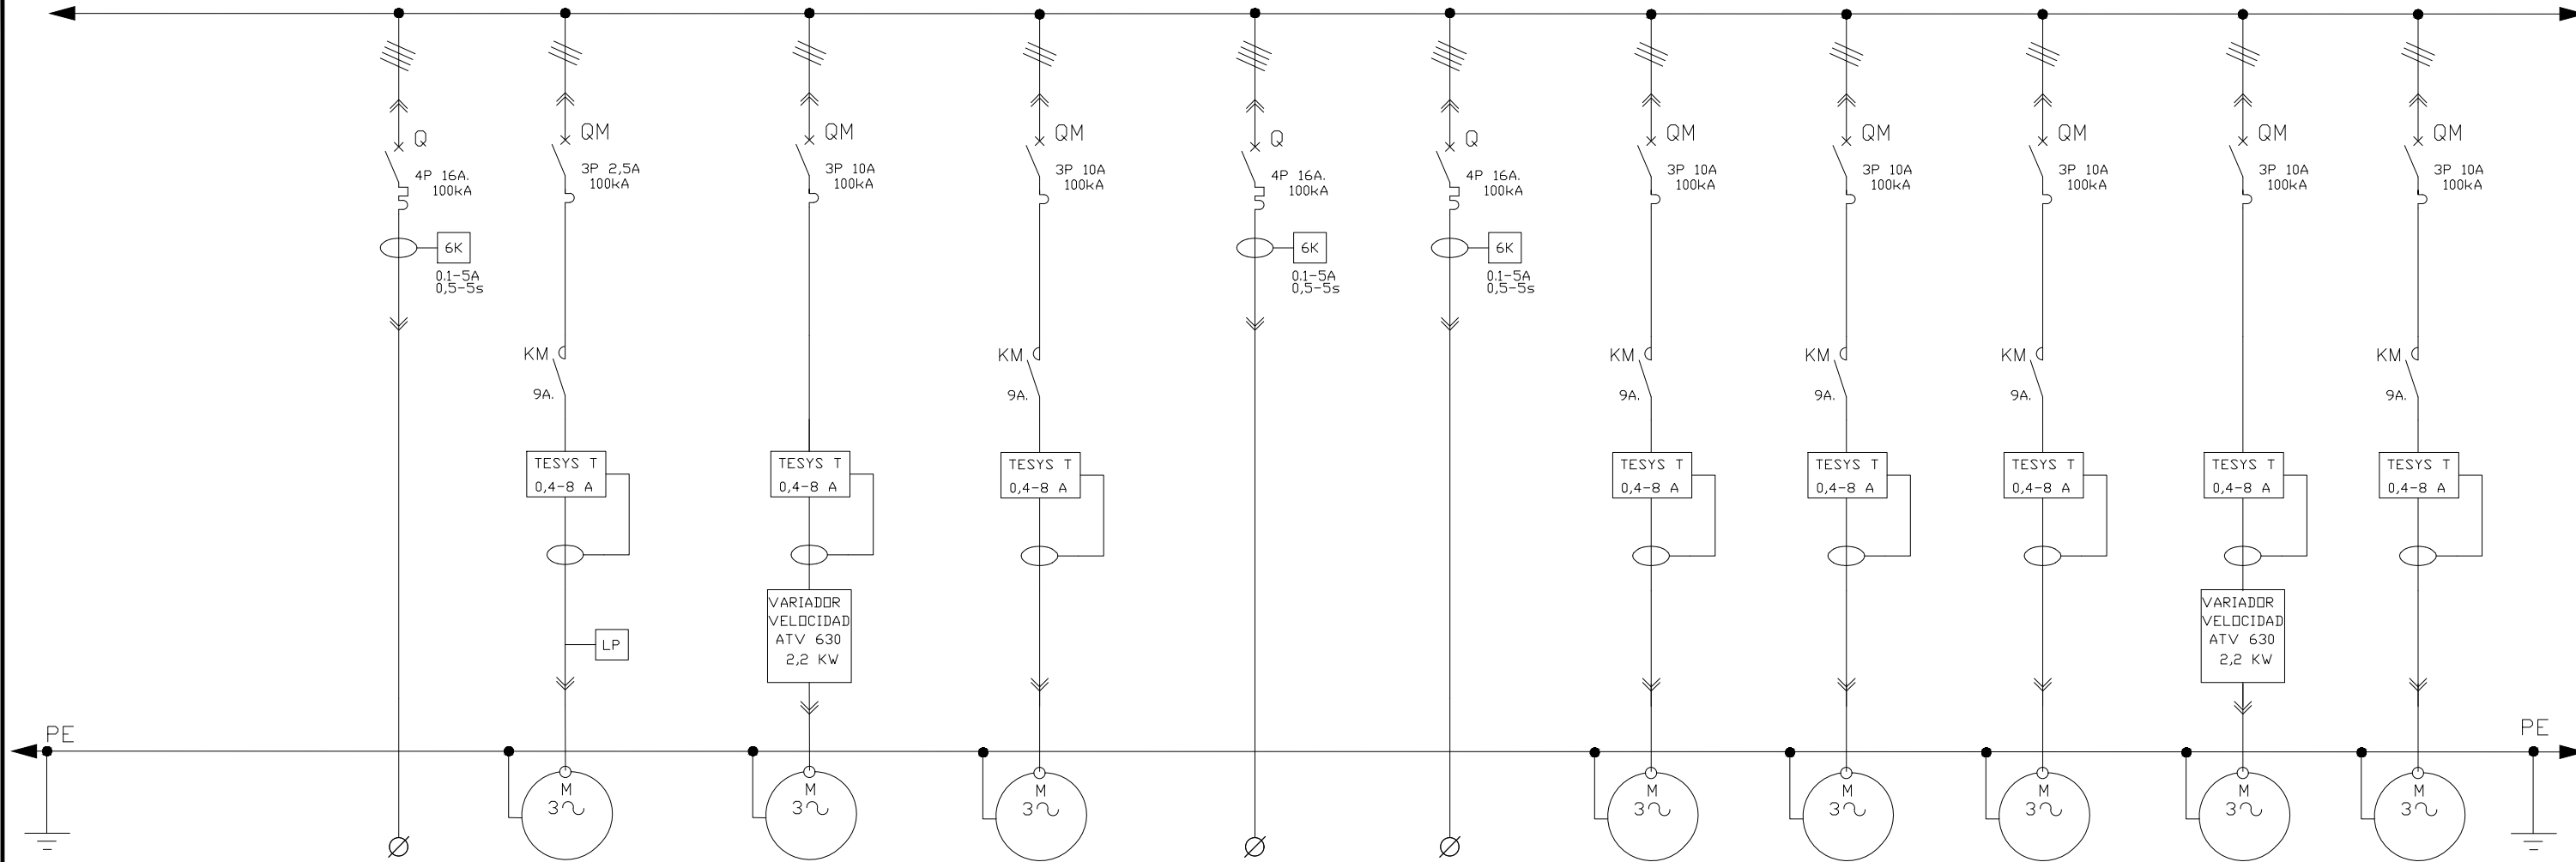 Q
4P 16A.
100kA
6K
0.1-5A
0,5-5s
QM
3P 2,5A
100kA
KM
9A.
TESYS T
0,4-8 A
LP
M
3
QM
3P 10A
100kA
TESYS T
0,4-8 A
VARIADOR
VELOCIDAD
ATV 630
2,2 KW
M
3
QM
3P 10A
100kA
KM
9A.
TESYS T
0,4-8 A
M
3
Q
4P 16A.
100kA
6K
0.1-5A
0,5-5s
Q
4P 16A.
100kA
6K
0.1-5A
0,5-5s
QM
3P 10A
100kA
KM
9A.
TESYS T
0,4-8 A
M
3
QM
3P 10A
100kA
KM
9A.
TESYS T
0,4-8 A
M
3
QM
3P 10A
100kA
KM
9A.
TESYS T
0,4-8 A
M
3
QM
3P 10A
100kA
TESYS T
0,4-8 A
VARIADOR
VELOCIDAD
ATV 630
2,2 KW
M
3
QM
3P 10A
100kA
KM
9A.
TESYS T
0,4-8 A
M
3
PE
PE